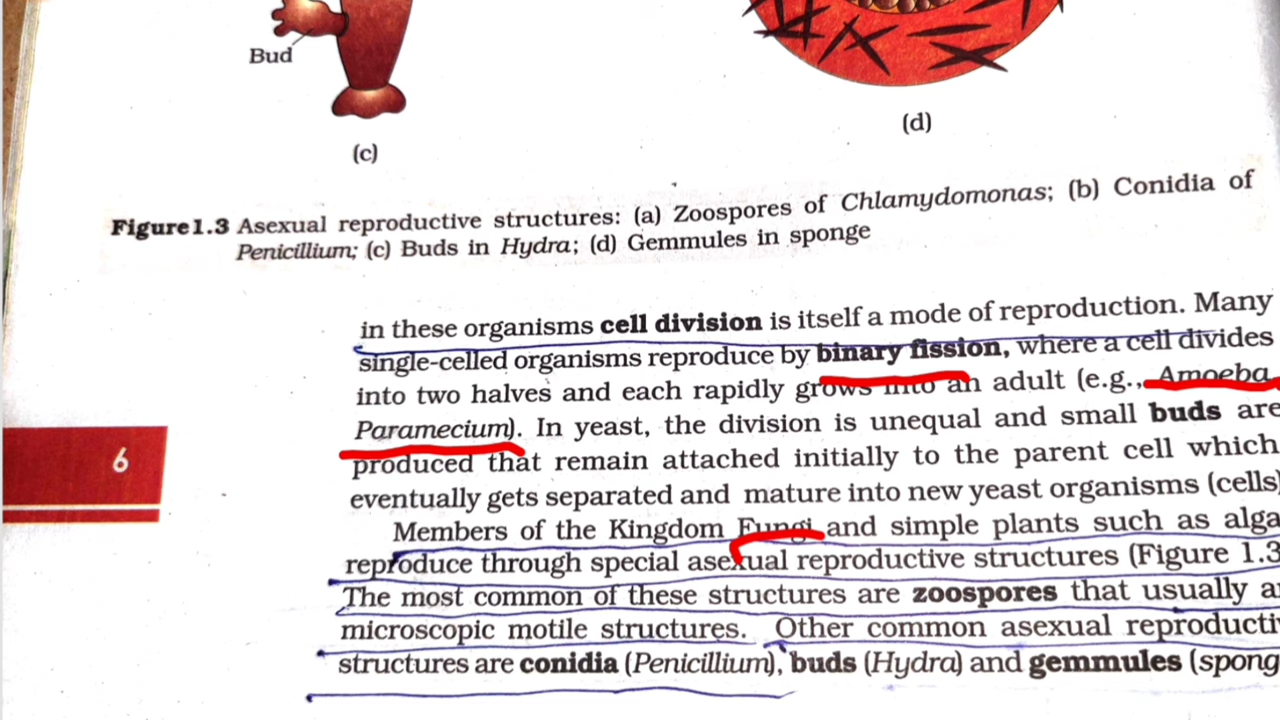 Bud
(c)
(d)
Figure1.3 Asexual reproductive structures: (a) Zoospores of Chlamydomonas; (b) Conidia of
Penicillium; (c) Buds in Hydra; (d) Gemmules in sponge
in these organisms cell division is itself a mode of reproduction. Many
single-celled organisms reproduce by binary fission, where a cell divides
into two halves and each rapidly grows into an adult (e.g., Amoeba
Paramecium). In yeast, the division is unequal and small buds are
6
produced that remain attached initially to the parent cell which
eventually gets separated and mature into new yeast organisms (cells)
Members of the Kingdom Fungi and simple plants such as alga
reproduce through special asexual reproductive structures (Figure 1.3
The most common of these structures are zoospores that usually a
microscopic motile structures. Other common asexual reproducti
structures are conidia (Penicillium), buds (Hydra) and gemmules (spong